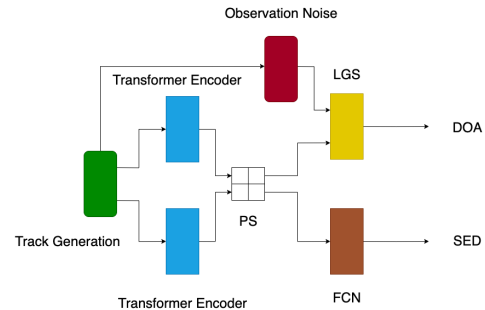 Observation Noise
LGS
Transformer Encoder
DOA
PS
Track Generation
SED
Transformer Encoder
FCN